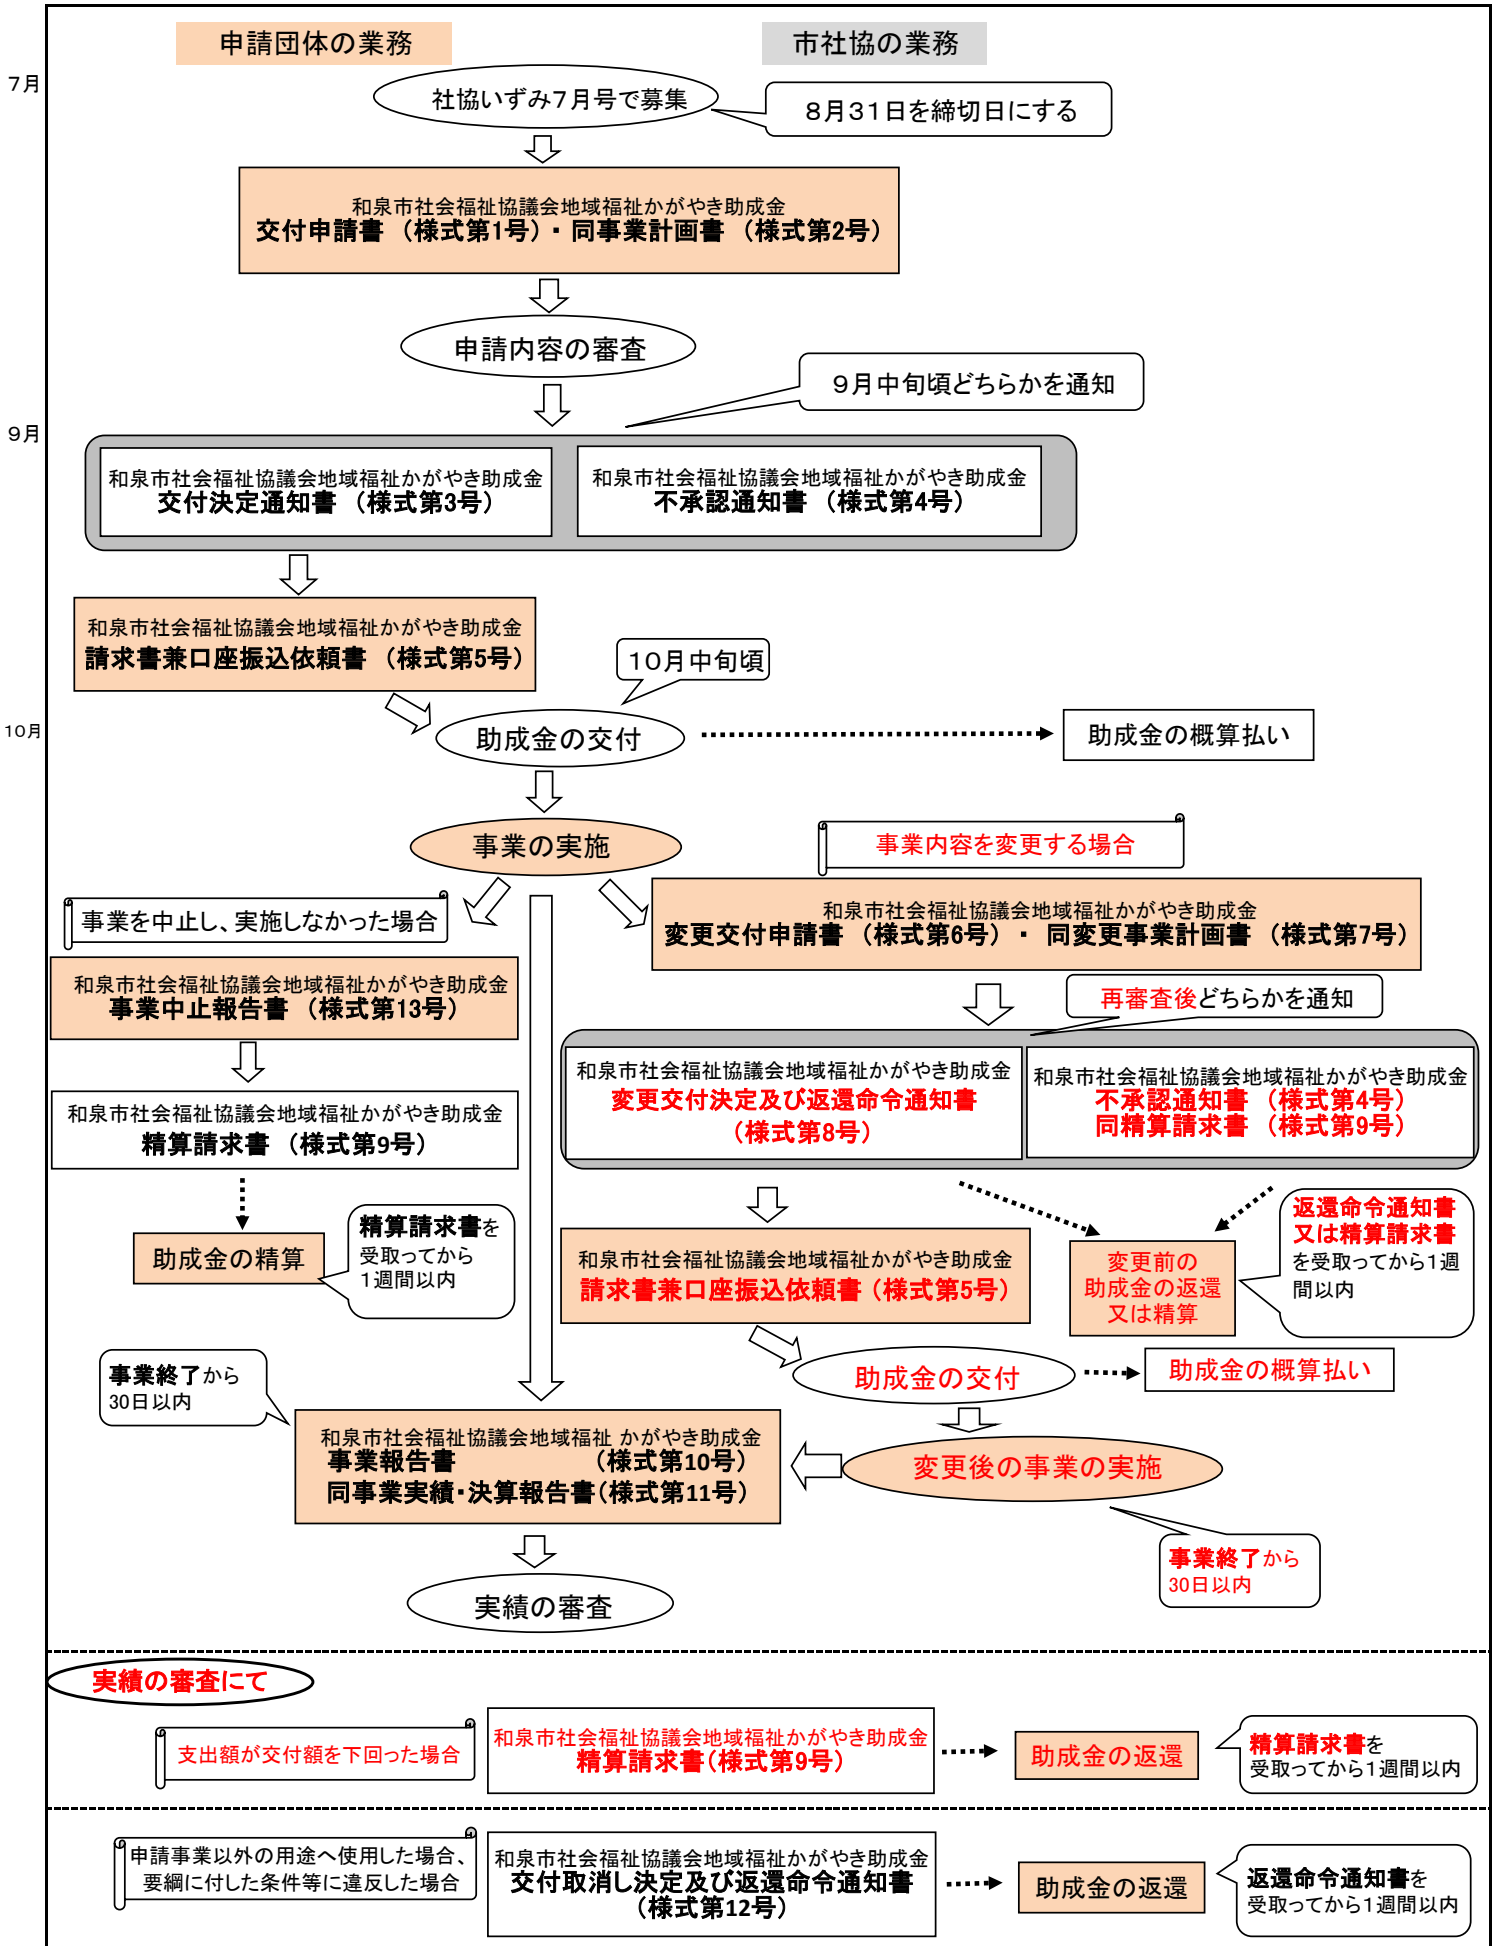 申請団体の業務
市社協の業務
7月
社協いずみ7月号で募集
8月31日を締切日にする
和泉市社会福祉協議会地域福祉かがやき助成金
交付申請書 （様式第1号）・同事業計画書 （様式第2号）
申請内容の審査
9月中旬頃どちらかを通知
9月
和泉市社会福祉協議会地域福祉かがやき助成金
交付決定通知書 （様式第3号）
和泉市社会福祉協議会地域福祉かがやき助成金
不承認通知書 （様式第4号）
和泉市社会福祉協議会地域福祉かがやき助成金
請求書兼口座振込依頼書 （様式第5号）
10月中旬頃
10月
助成金の交付
助成金の概算払い
事業の実施
事業内容を変更する場合
事業を中止し、実施しなかった場合
和泉市社会福祉協議会地域福祉かがやき助成金
変更交付申請書 （様式第6号）・ 同変更事業計画書 （様式第7号）
和泉市社会福祉協議会地域福祉かがやき助成金
事業中止報告書 （様式第13号）
再審査後どちらかを通知
和泉市社会福祉協議会地域福祉かがやき助成金
変更交付決定及び返還命令通知書
（様式第8号）
和泉市社会福祉協議会地域福祉かがやき助成金
不承認通知書 （様式第4号）
同精算請求書 （様式第9号）
和泉市社会福祉協議会地域福祉かがやき助成金
精算請求書 （様式第9号）
助成金の精算
精算請求書を
受取ってから
1週間以内
和泉市社会福祉協議会地域福祉かがやき助成金
請求書兼口座振込依頼書（様式第5号）
変更前の
助成金の返還
又は精算
返還命令通知書
又は精算請求書
を受取ってから1週
間以内
助成金の交付
助成金の概算払い
事業終了から
30日以内
和泉市社会福祉協議会地域福祉 かがやき助成金
事業報告書 （様式第10号）
同事業実績・決算報告書（様式第11号）
変更後の事業の実施
事業終了から
30日以内
実績の審査
実績の審査にて
支出額が交付額を下回った場合
和泉市社会福祉協議会地域福祉かがやき助成金
精算請求書（様式第9号）
助成金の返還
精算請求書を
受取ってから1週間以内
申請事業以外の用途へ使用した場合、
要綱に付した条件等に違反した場合
和泉市社会福祉協議会地域福祉かがやき助成金
交付取消し決定及び返還命令通知書
（様式第12号）
助成金の返還
返還命令通知書を
受取ってから1週間以内